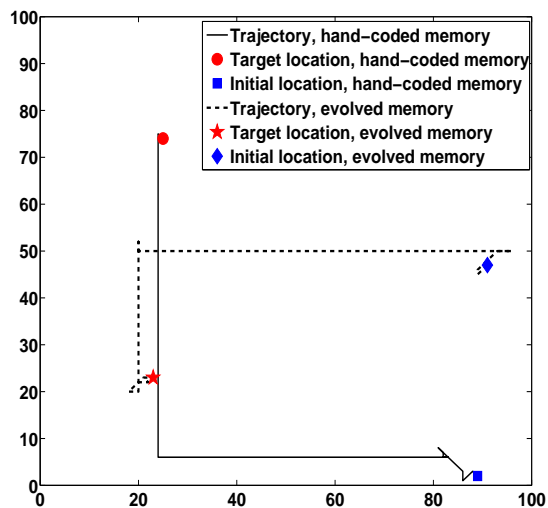 100
90
80
70
60
50
40
30
20
10
0
0
20
40
60
80
100
Trajectory, hand-coded memory
Target location, hand-coded memory
Initial location, hand-coded memory
Trajectory, evolved memory
Target location, evolved memory
Initial location, evolved memory